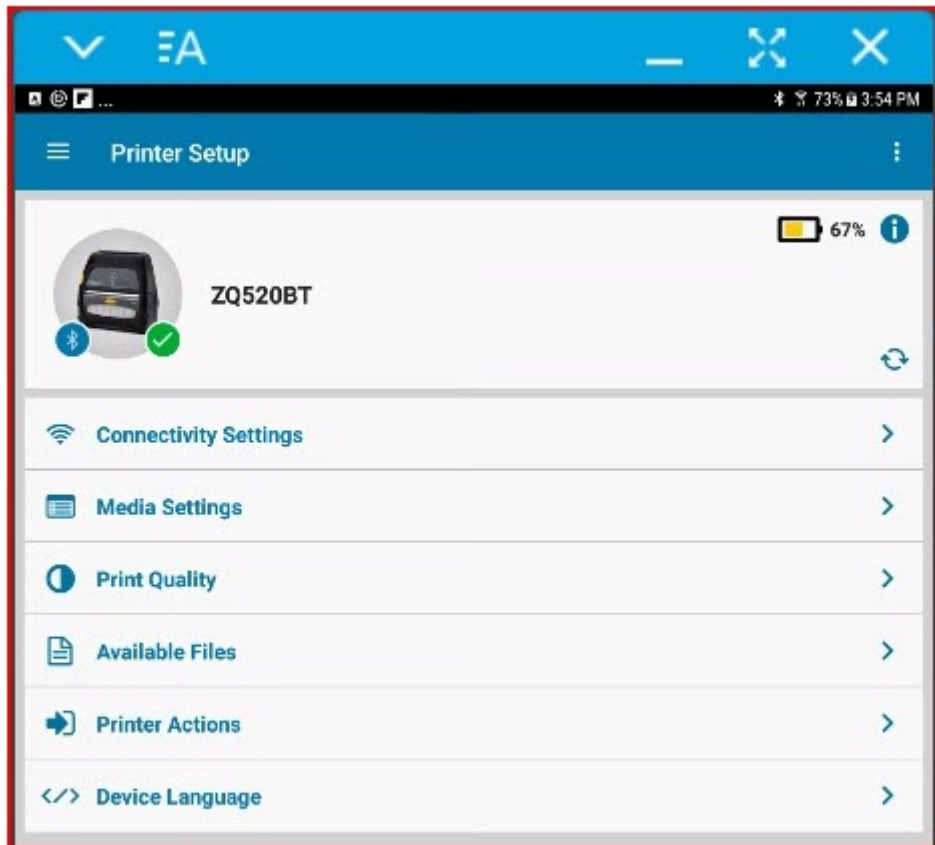 A
...
73% 3:54 PM
Printer Setup
67%
ZQ520BT
Connectivity Settings
Media Settings
Print Quality
Available Files
Printer Actions
Device Language